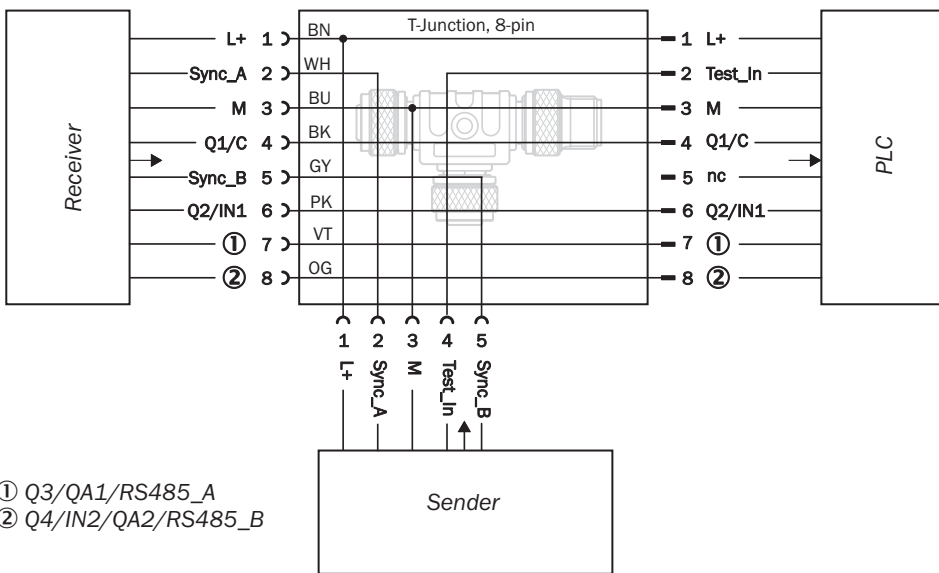 T-Junction, 8-pin
L+ 1 BN 1 L+
Sync_A 2 WH 2 Test_In
M 3 BU 3 M
Q1/C 4 BK 4 Q1/C
Sync_B 5 GY 5 nc
Q2/IN1 6 PK 6 Q2/IN1
① 7 VT 7 ①
② 8 OG 8 ②
Receiver
PLC
1 2 3 4 5
L+ Sync_A M Test_In Sync_B
Sender
① Q3/QA1/RS485_A
② Q4/IN2/QA2/RS485_B